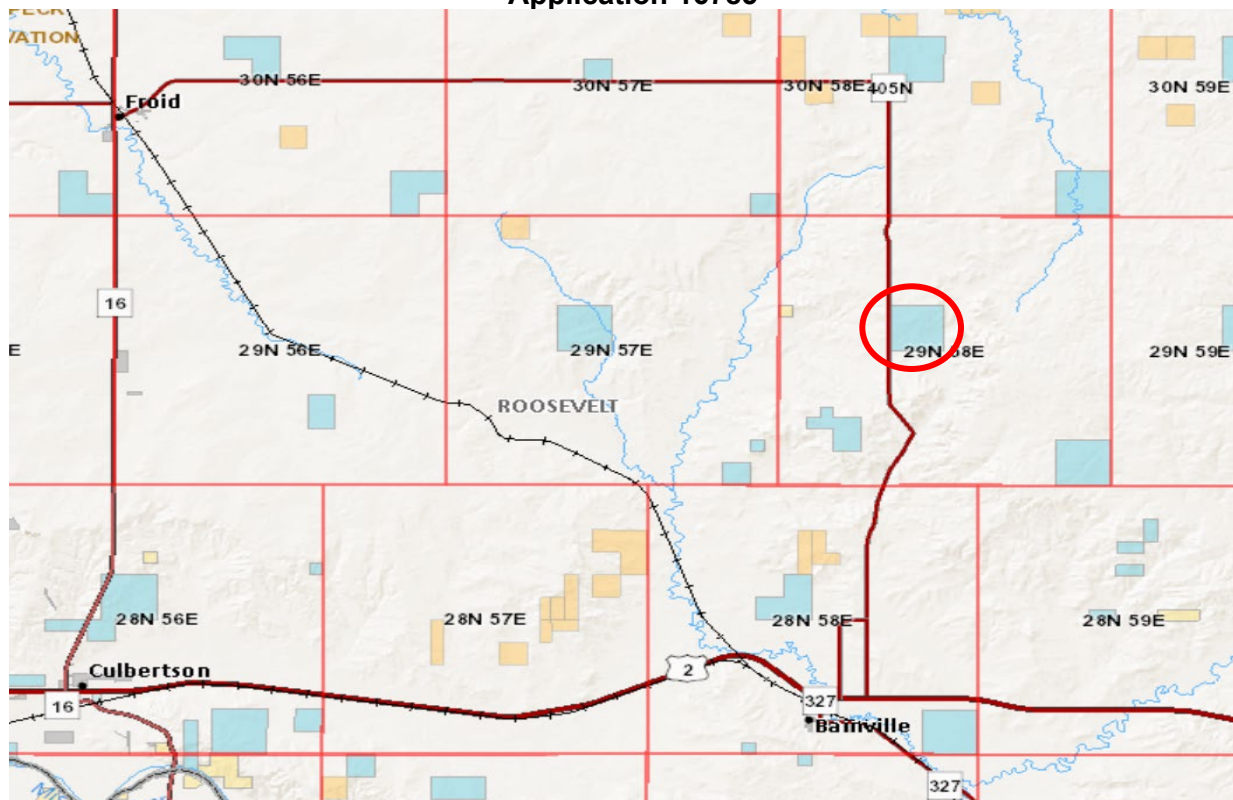 30N 56E
30N 57E
30N 58E
405N
30N 59E
Froid
16
29N 56E
29N 57E
29N 58E
29N 59E
E
ROOSEVELT
28N 56E
28N 57E
28N 58E
28N 59E
Culbertson
2
16
327
Bainville
327